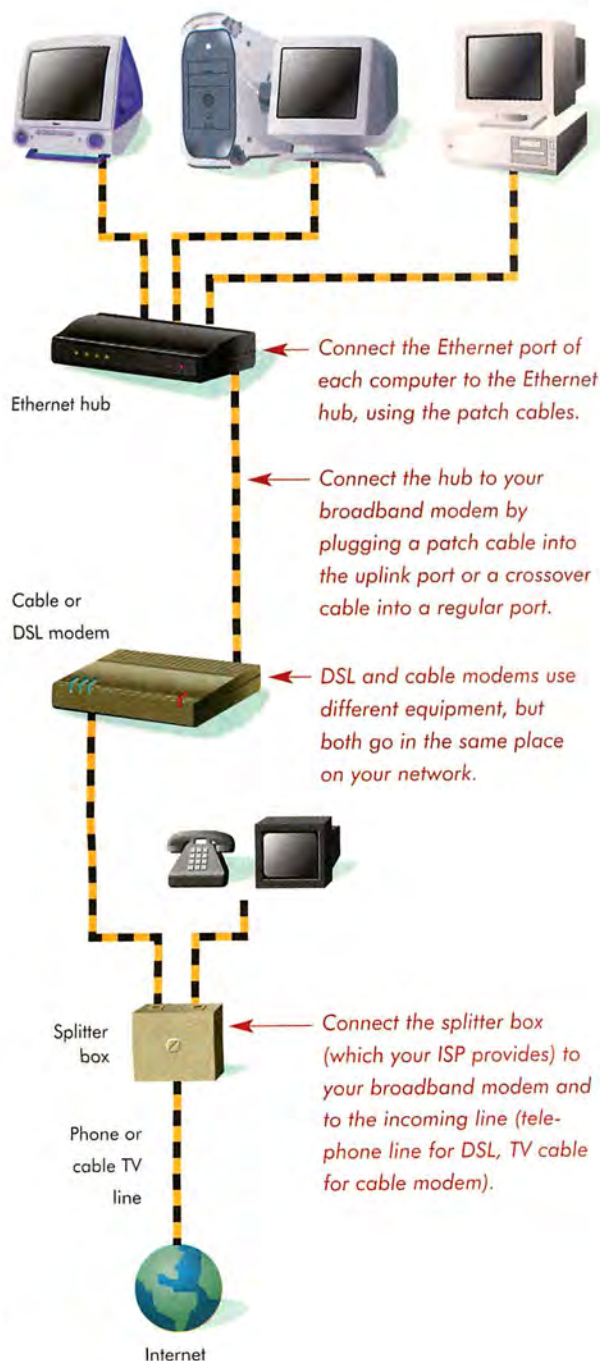 Ethernet hub
Connect the Ethernet port of
each computer to the Ethernet
hub, using the patch cables.
Connect the hub to your
broadband modem by
plugging a patch cable into
the uplink port or a crossover
cable into a regular port.
Cable or
DSL modem
DSL and cable modems use
different equipment, but
both go in the same place
on your network.
Splitter
box
Connect the splitter box
(which your ISP provides) to
your broadband modem and
to the incoming line (tele-
phone line for DSL, TV cable
for cable modem).
Phone or
cable TV
line
Internet